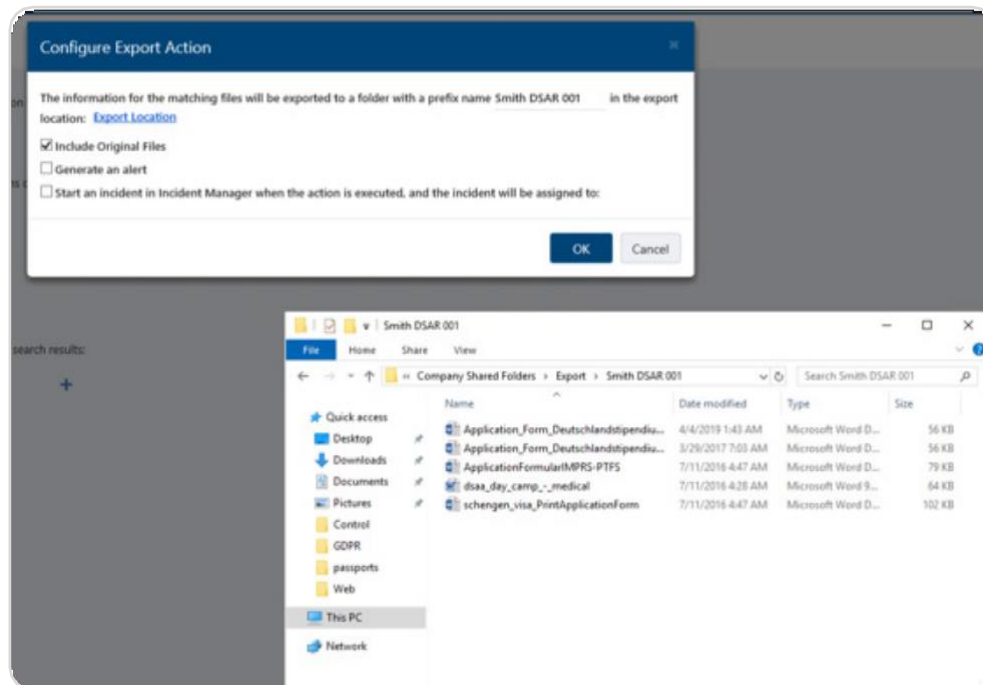 Configure Export Action
The information for the matching files will be exported to a folder with a prefix name Smith DSAR 001 in the export
location: Export Location
Include Original Files
Generate an alert
Start an incident in Incident Manager when the action is executed, and the incident will be assigned to:
OK Cancel
search results:
Smith DSAR 001
File Home Share View
« Company Shared Folders › Export › Smith DSAR 001 Search Smith DSAR 001
Name Date modified Type Size
Quick access
Desktop
Downloads
Documents
Pictures
Control
GDPR
passports
Web
This PC
Network
Application_Form_Deutschlandstipendiu... 4/4/2019 1:43 AM Microsoft Word D... 56 KB
Application_Form_Deutschlandstipendiu... 3/29/2017 7:03 AM Microsoft Word D... 56 KB
ApplicationFormularIMPRS-PTFS 7/11/2016 4:47 AM Microsoft Word D... 79 KB
dsaa_day_camp_-_medical 7/11/2016 4:28 AM Microsoft Word 9... 64 KB
schengen_visa_PrintApplicationForm 7/11/2016 4:47 AM Microsoft Word D... 102 KB